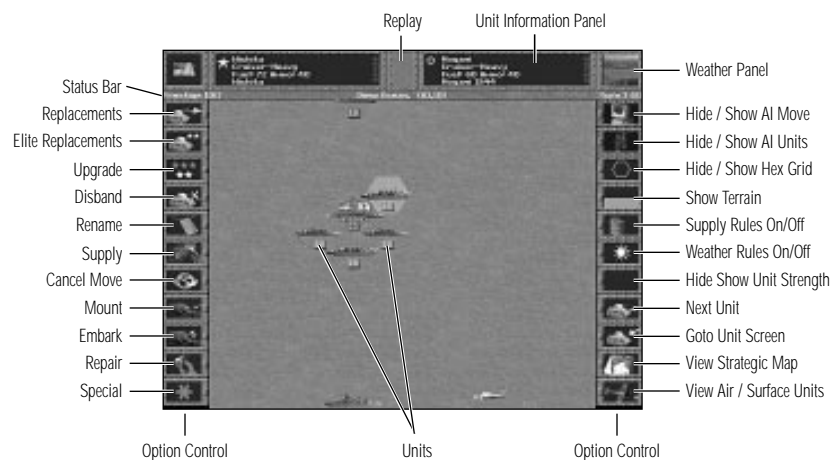 Replay
Unit Information Panel
Weather Panel
Status Bar
Replacements
Elite Replacements
Upgrade
Disband
Rename
Supply
Cancel Move
Mount
Embark
Repair
Special
Hide / Show AI Move
Hide / Show AI Units
Hide / Show Hex Grid
Show Terrain
Supply Rules On/Off
Weather Rules On/Off
Hide Show Unit Strength
Next Unit
Goto Unit Screen
View Strategic Map
View Air / Surface Units
Option Control
Units
Option Control